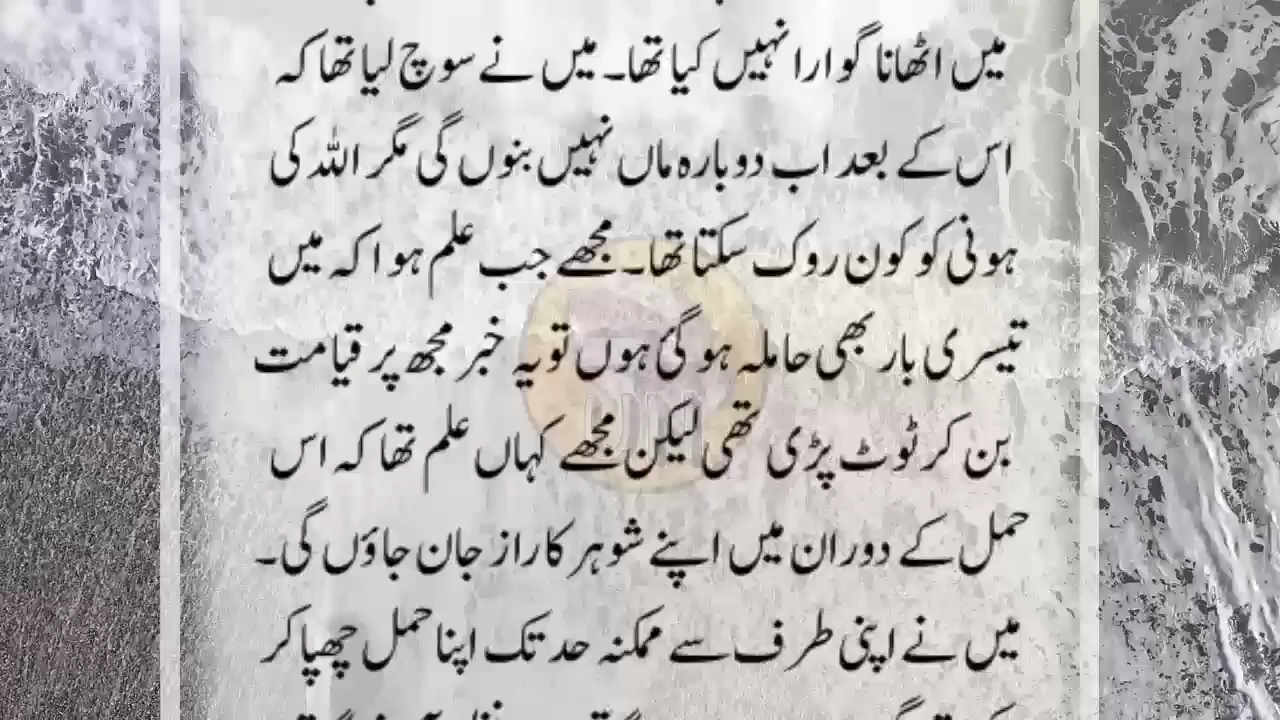 میں اٹھانا گوارا نہیں کیا تھا۔ میں نے سوچ لیا تھا کہ
اس کے بعد اب دوبارہ ماں نہیں بنوں گی مگر اللہ کی
ہونی کو کون روک سکتا تھا۔ مجھے جب علم ہوا کہ میں
تیسری بار بھی حاملہ ہو گئ ہوں تو یہ خبر مجھ پر قیامت
بن کر ٹوٹ پڑی تھی لیکن مجھے کہاں علم تھا کہ اس
حمل کے دوران میں اپنے شوہر کا راز جان جاؤں گی۔
میں نے اپنی طرف سے ممکنہ حد تک اپنا حمل چھپا کر